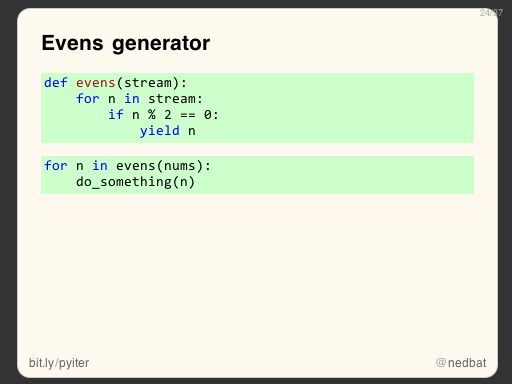 24/37
Evens generator
def evens(stream):
    for n in stream:
        if n % 2 == 0:
            yield n
for n in evens(nums):
    do_something(n)
bit.ly/pyiter
@nedbat